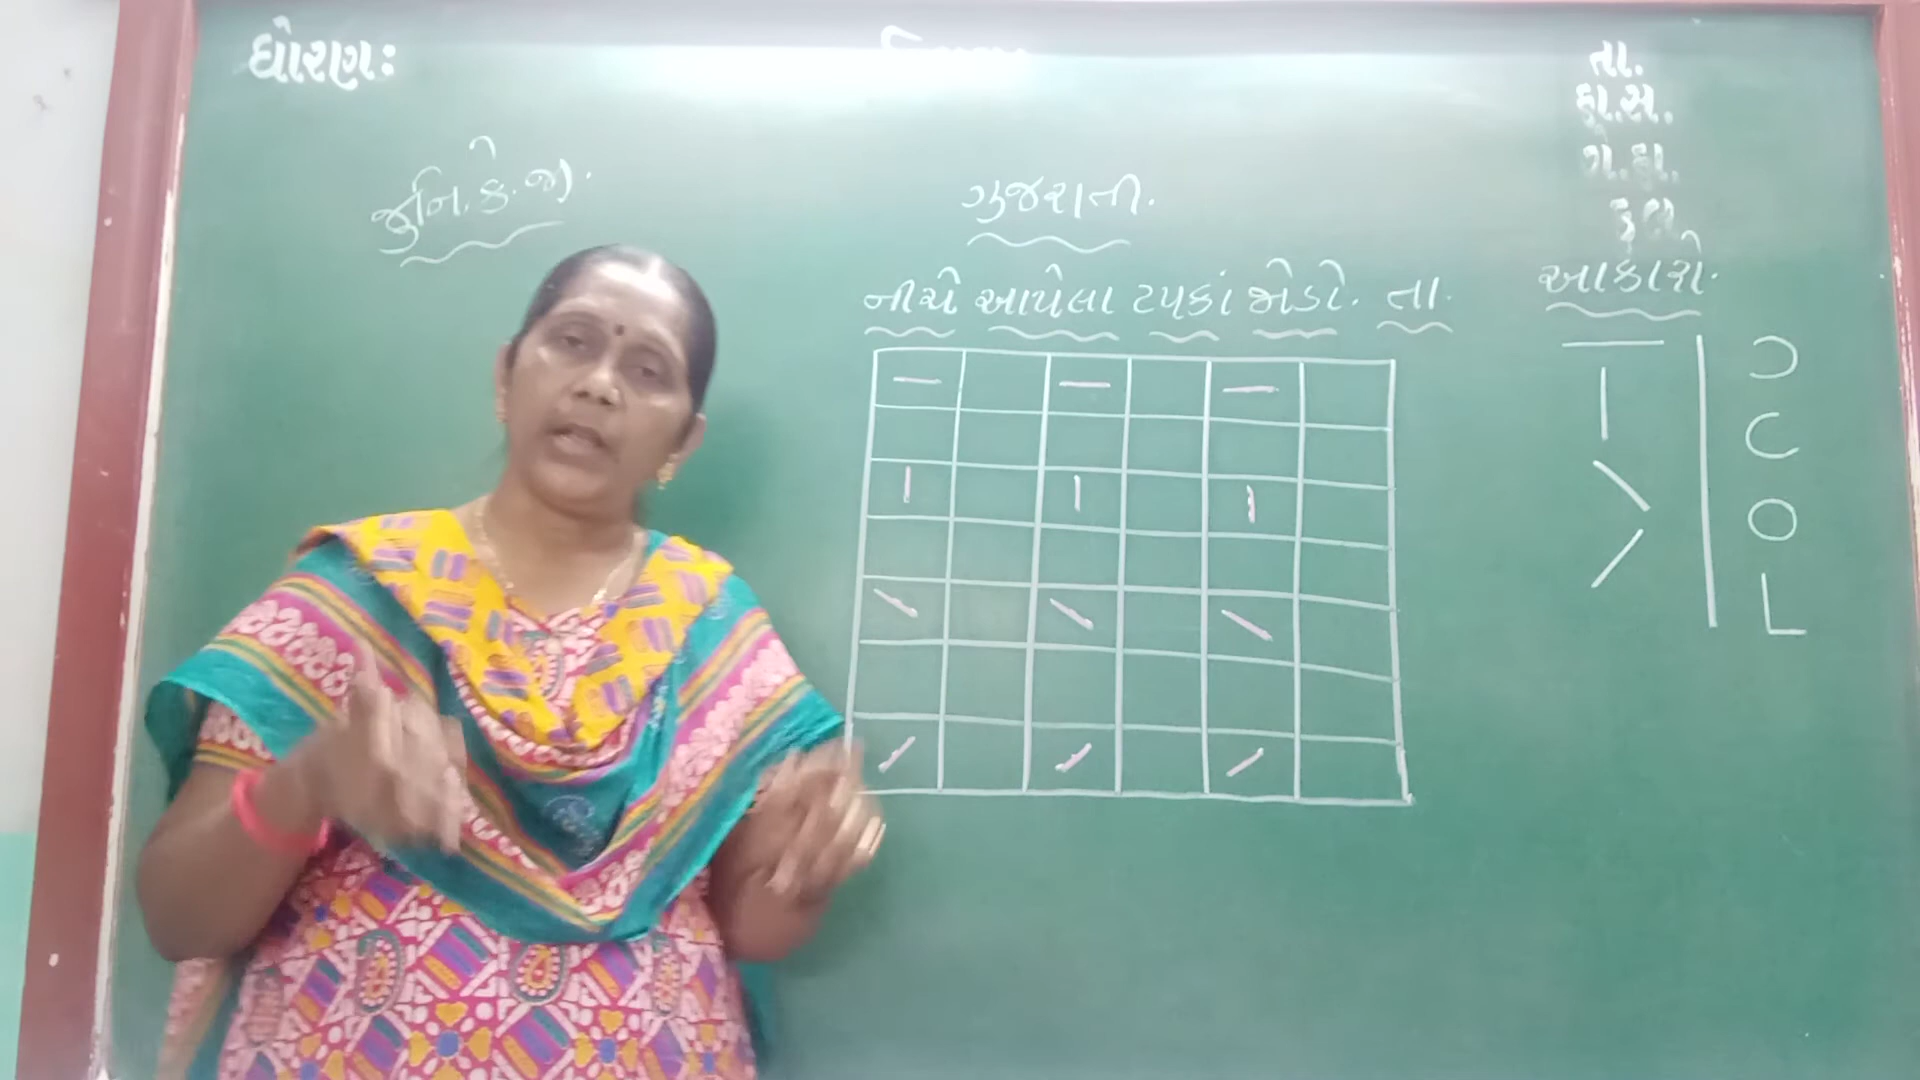 ધોરણઃ
તા.
હા.સ.
ગે.હા.
કુલ
જુનિ.કે.જી.
ગુજરાતી.
નીચે આપેલા ટપકાં જોડો. તા.
આકારો.